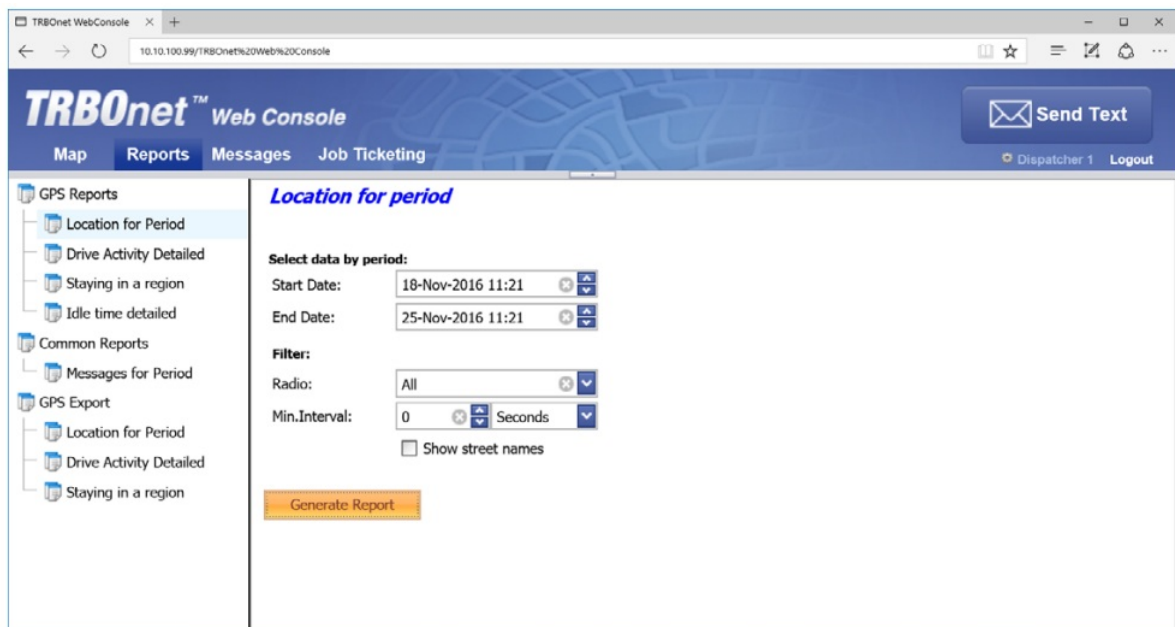 TRBOnet WebConsole
10.10.100.99/TRBOnet%20Web%20Console
TRBOnet™ Web Console
Send Text
Map Reports Messages Job Ticketing
Dispatcher 1 Logout
GPS Reports
Location for Period
Drive Activity Detailed
Staying in a region
Idle time detailed
Common Reports
Messages for Period
GPS Export
Location for Period
Drive Activity Detailed
Staying in a region
Location for period
Select data by period:
Start Date: 18-Nov-2016 11:21
End Date: 25-Nov-2016 11:21
Filter:
Radio: All
Min.Interval: 0 Seconds
Show street names
Generate Report